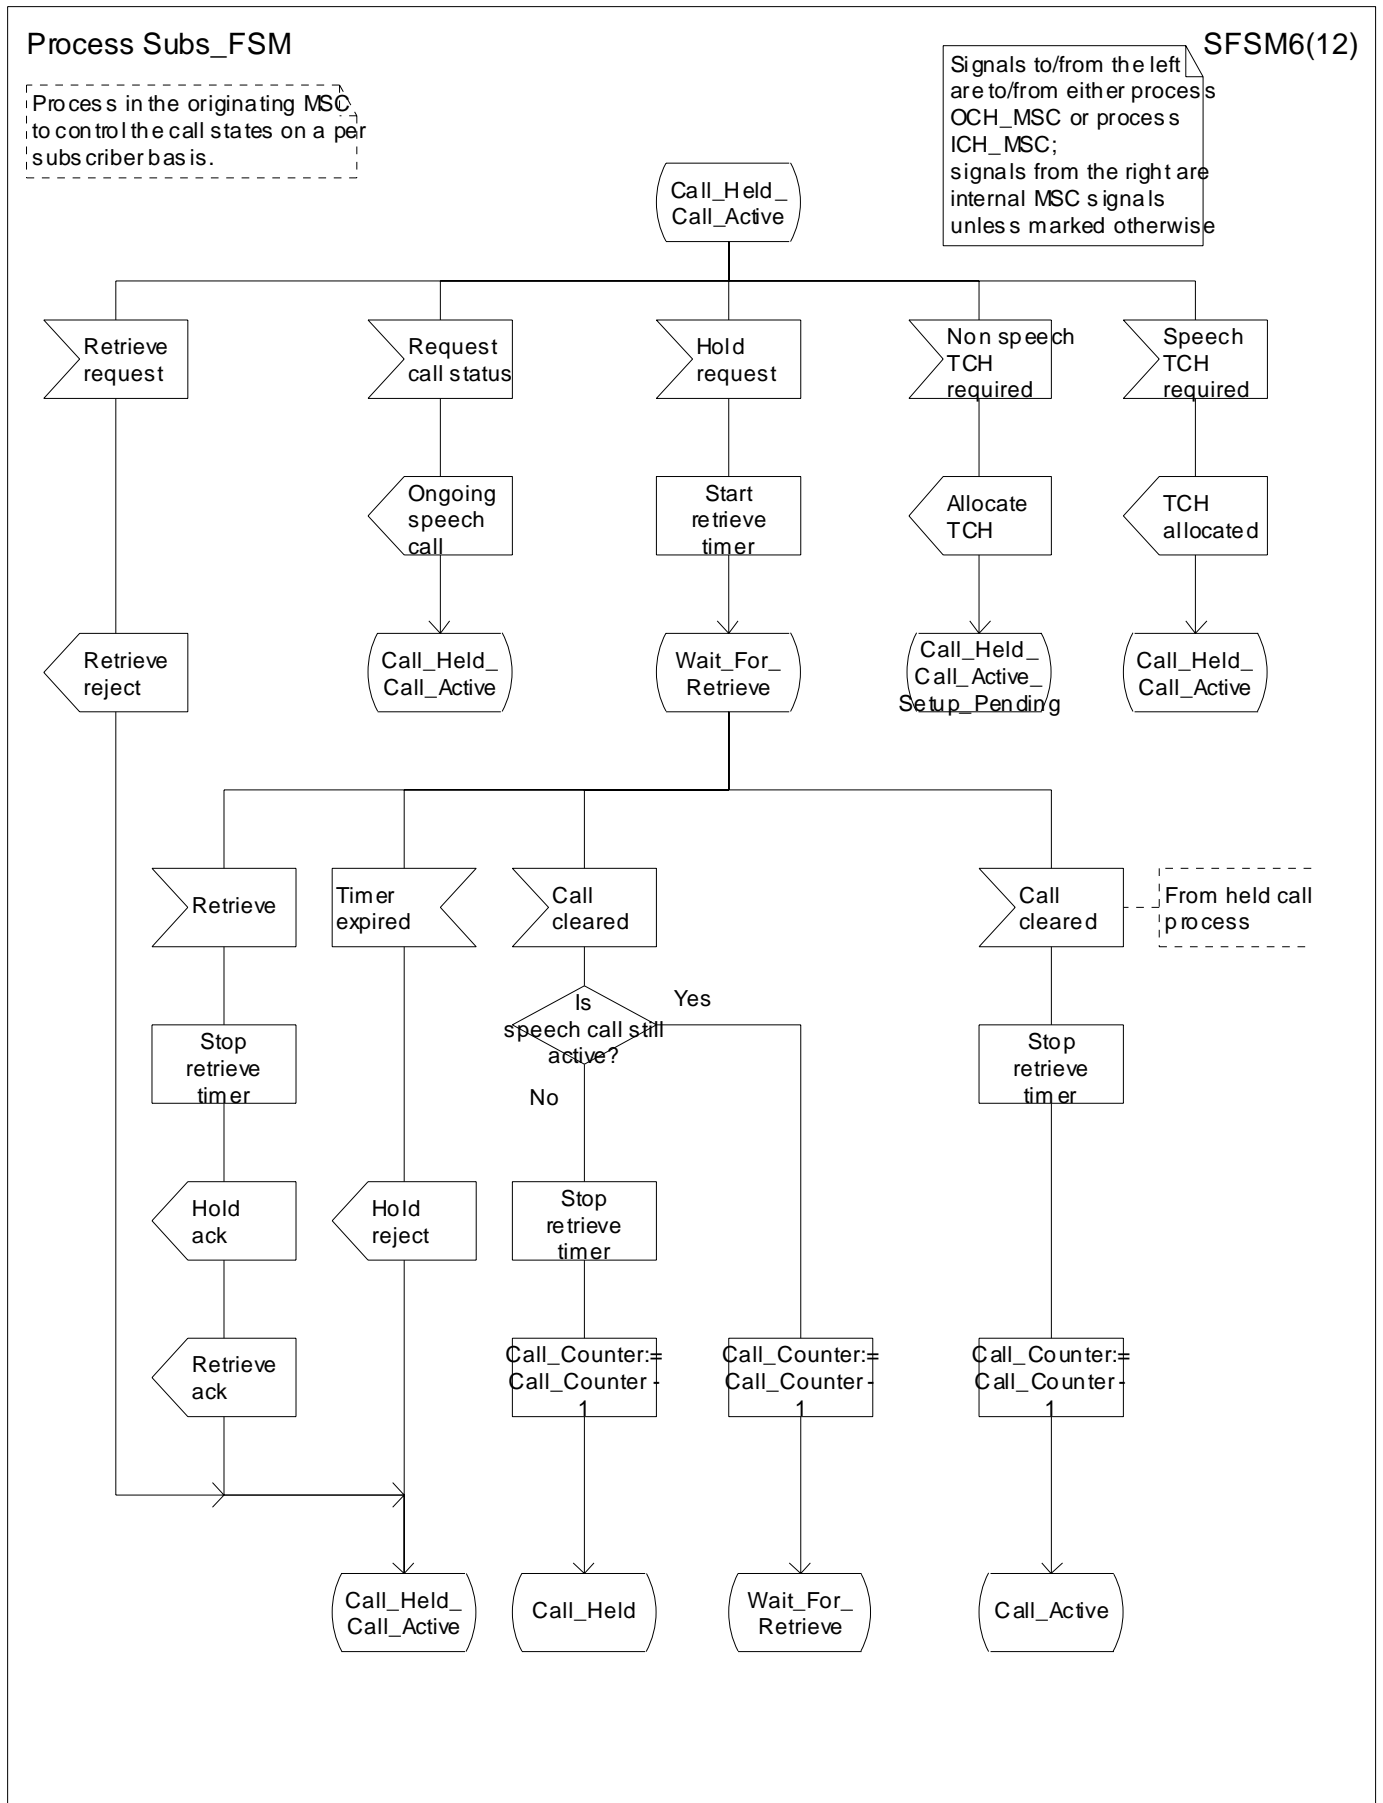 Process Subs_FSM
SFSM6(12)
Process in the originating MSC
to control the call states on a per
subscriber basis.
Signals to/from the left
are to/from either process
OCH_MSC or process
ICH_MSC;
signals from the right are
internal MSC signals
unless marked otherwise
Call_Held_
Call_Active
Retrieve
request
Request
call status
Hold
request
Non speech
TCH
required
Speech
TCH
required
Ongoing
speech
call
Start
retrieve
timer
Allocate
TCH
TCH
allocated
Retrieve
reject
Call_Held_
Call_Active
Wait_For_
Retrieve
Call_Held_
Call_Active_
Setup_Pending
Call_Held_
Call_Active
Retrieve
Timer
expired
Call
cleared
Call
cleared
From held call
process
Is
speech call still
active?
Yes
No
Stop
retrieve
timer
Stop
retrieve
timer
Hold
ack
Hold
reject
Stop
retrieve
timer
Retrieve
ack
Call_Counter:=
Call_Counter -
1
Call_Counter:=
Call_Counter -
1
Call_Counter:=
Call_Counter -
1
Call_Held_
Call_Active
Call_Held
Wait_For_
Retrieve
Call_Active